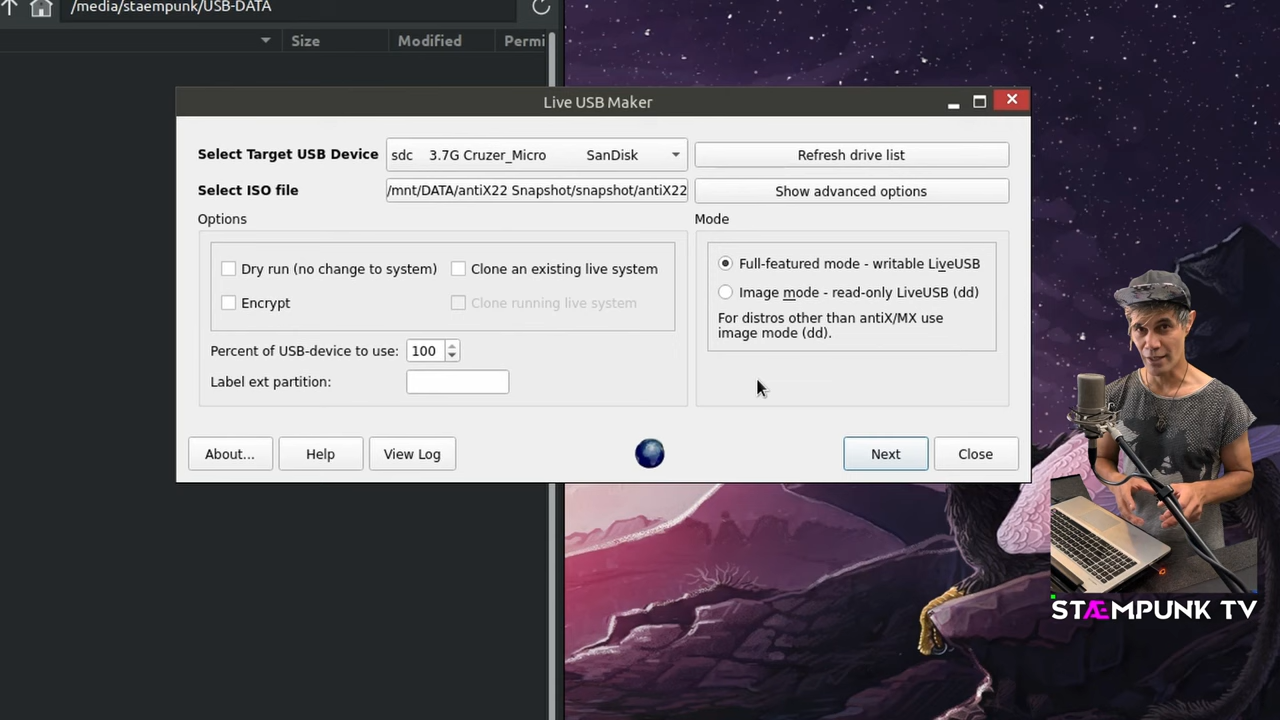 /media/staempunk/USB-DATA
Size Modified Permi
Live USB Maker
Select Target USB Device sdc 3.7G Cruzer_Micro SanDisk Refresh drive list
Select ISO file /mnt/DATA/antiX22 Snapshot/snapshot/antiX22 Show advanced options
Options Mode
Dry run (no change to system) Clone an existing live system
Encrypt Clone running live system
Percent of USB-device to use: 100
Label ext partition:
Full-featured mode - writable LiveUSB
Image mode - read-only LiveUSB (dd)
For distros other than antiX/MX use
image mode (dd).
About... Help View Log Next Close
STÆMPUNK TV